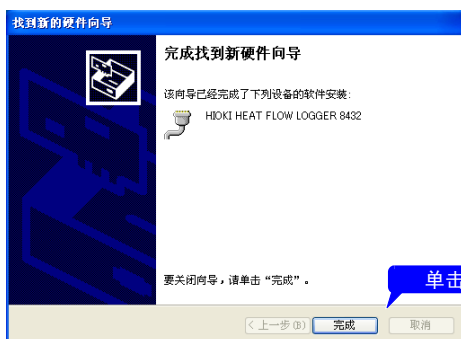 找到新的硬件向导
完成找到新硬件向导
该向导已经完成了下列设备的软件安装:
HIOKI HEAT FLOW LOGGER 8432
要关闭向导，请单击“完成”。
单击
< 上一步(B) 完成 取消